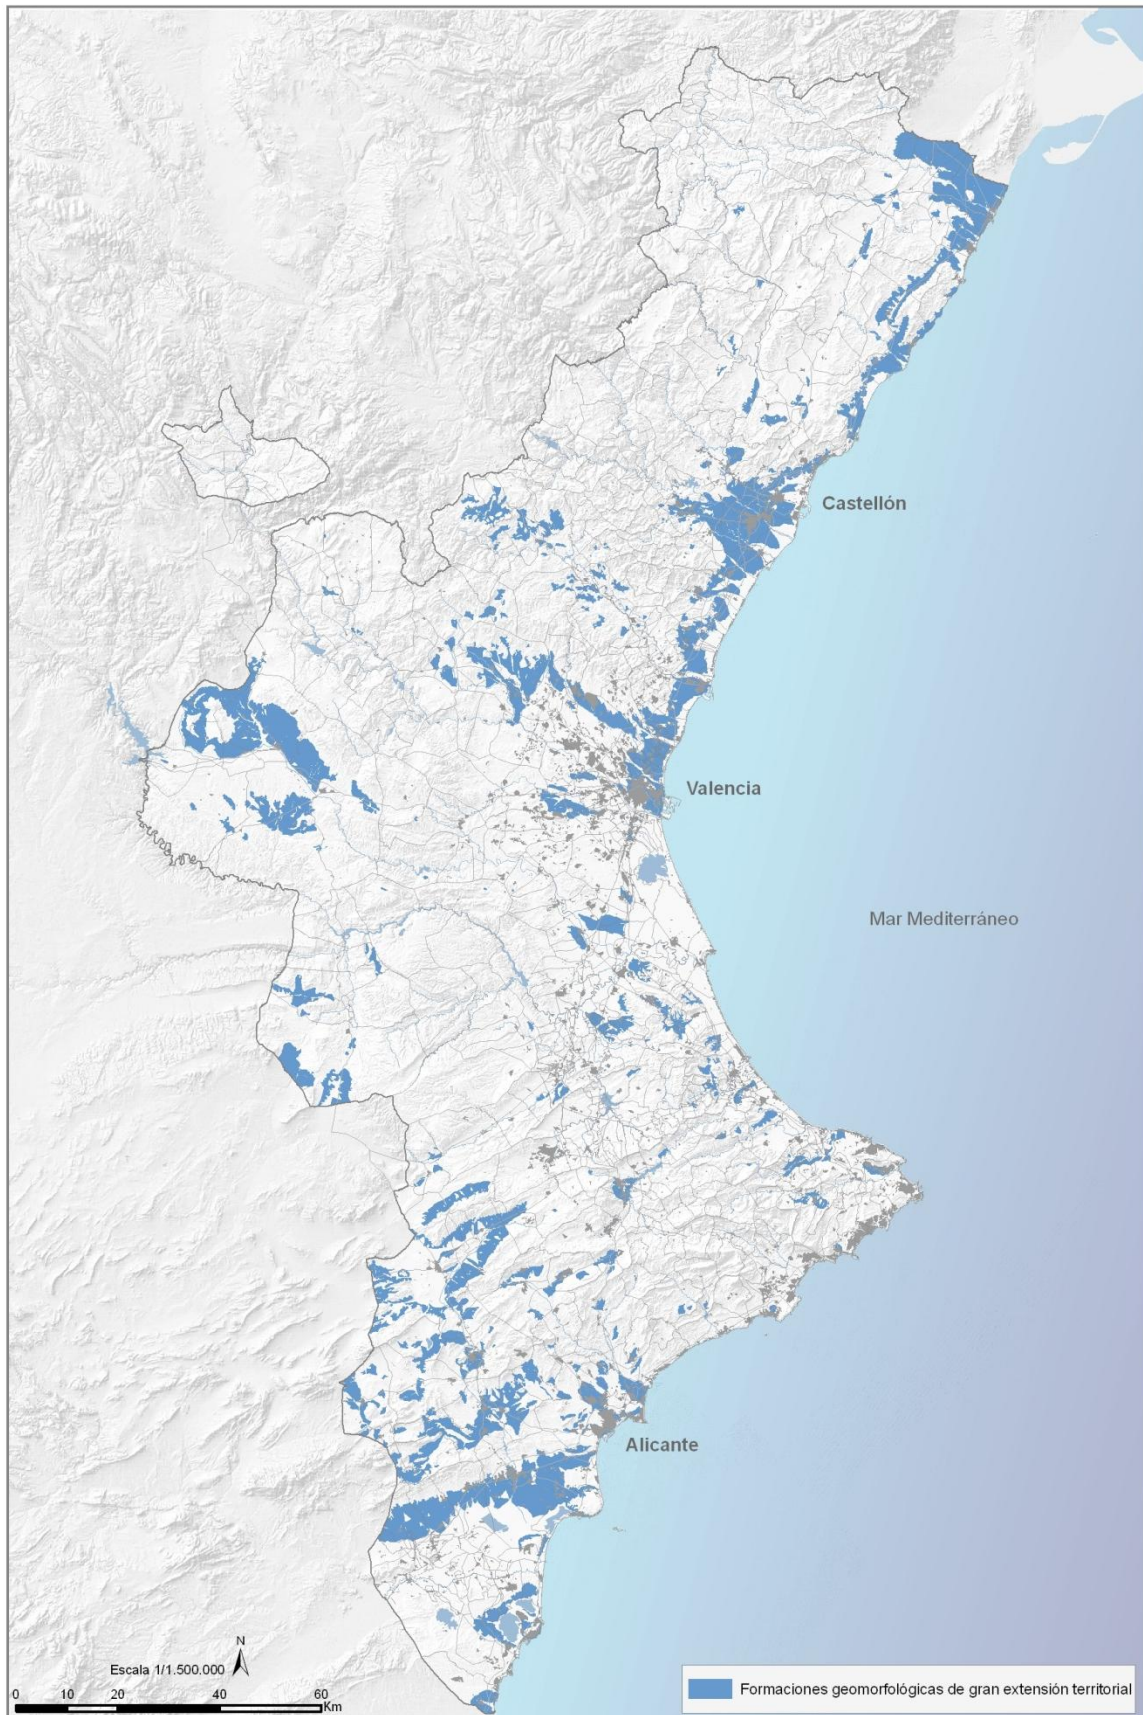 Castellón
Valencia
Mar Mediterráneo
Alicante
N
Escala 1/1.500.000
0 10 20 40 60
Km
Formaciones geomorfológicas de gran extensión territorial